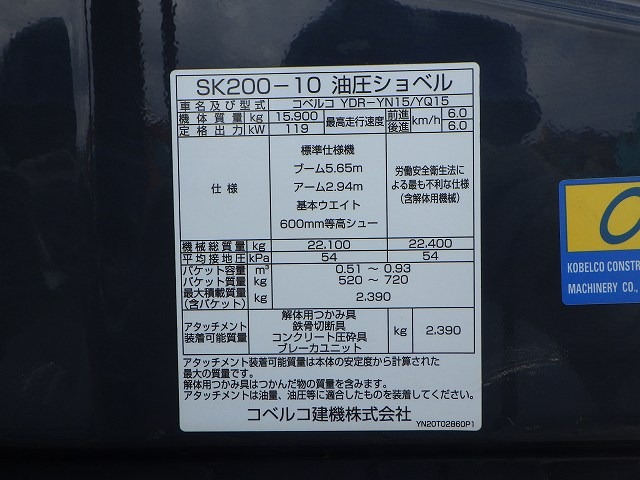 SK200-10 油圧ショベル
車名及び型式 コベルコ YDR-YN15/YQ15
機体質量 kg 15,900 最高走行速度 前進 km/h 6.0
定格出力 kW 119 後進 6.0
標準仕様機
ブーム5.65m 労働安全衛生法に
仕様 アーム2.94m よる最も不利な仕様
基本ウエイト (含解体用機械)
600mm等高シュー
機械総質量 kg 22,100 22,400
平均接地圧 kPa 54 54
バケット容量 m³ 0.51 ～ 0.93
バケット質量 kg 520 ～ 720
最大積載質量 kg 2,390
(含バケット)
解体用つかみ具
アタッチメント 鉄骨切断具 kg 2,390
装着可能質量 コンクリート圧砕具
ブレーカユニット
アタッチメント装着可能質量は本体の安定度から計算された
最大の質量です。
解体用つかみ具はつかんだ物の質量を含みます。
アタッチメントは油量、油圧等に適合したものを装着してください。
コベルコ建機株式会社
YN20T02860P1
KOBELCO CONSTR
MACHINERY CO.,